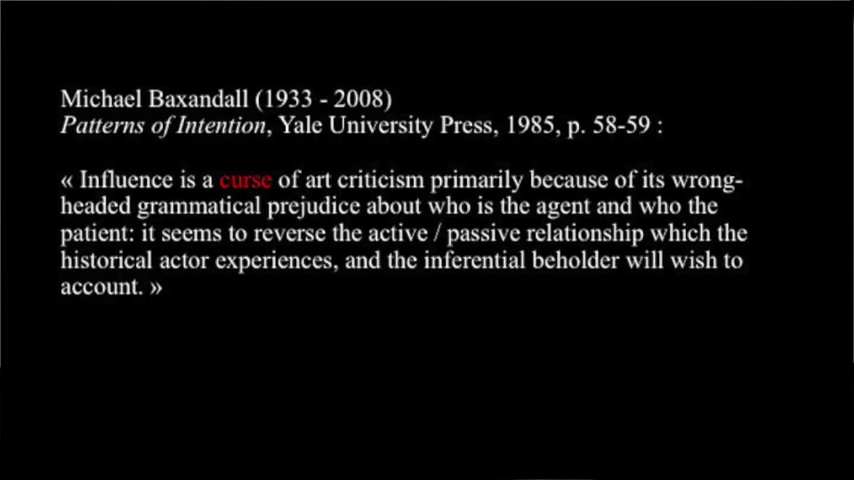 Michael Baxandall (1933 - 2008)
Patterns of Intention, Yale University Press, 1985, p. 58-59 :
« Influence is a curse of art criticism primarily because of its wrong-
headed grammatical prejudice about who is the agent and who the
patient: it seems to reverse the active / passive relationship which the
historical actor experiences, and the inferential beholder will wish to
account. »